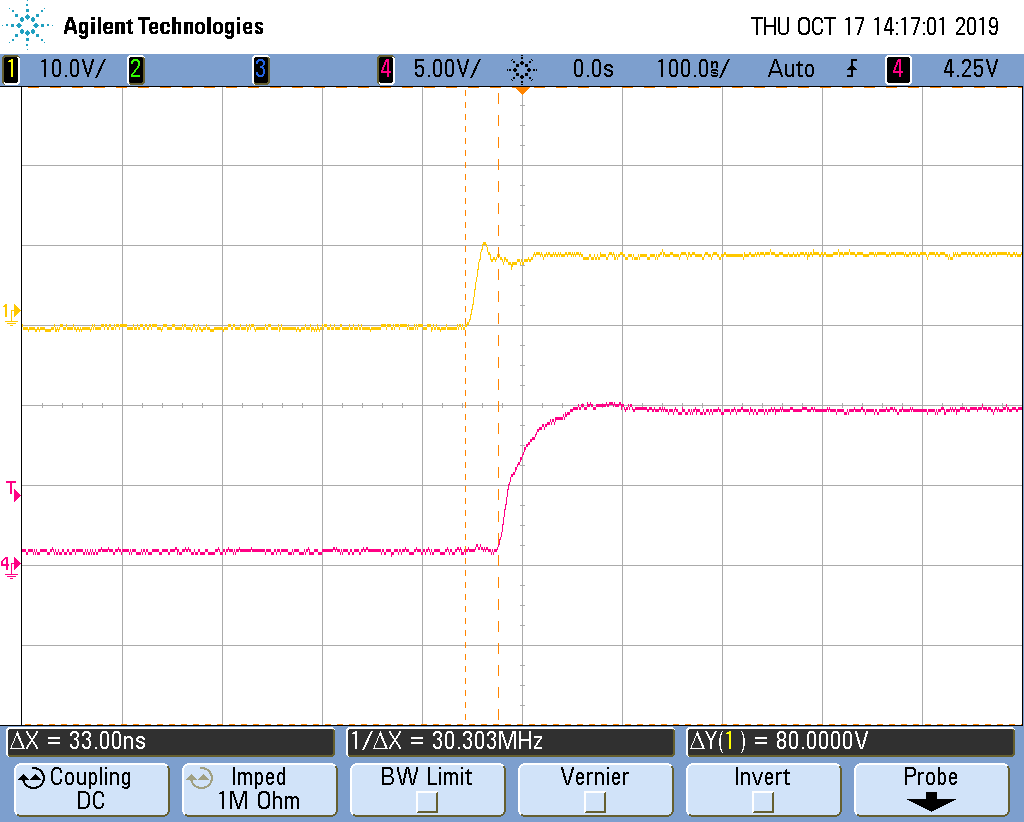 Agilent Technologies THU OCT 17 14:17:01 2019
1 10.0V/ 2 3 4 5.00V/ 0.0s 100.0ns/ Auto 4 4.25V
1
T
4
ΔX = 33.00ns 1/ΔX = 30.303MHz ΔY(1) = 80.0000V
Coupling Imped BW Limit Vernier Invert Probe
DC 1M Ohm